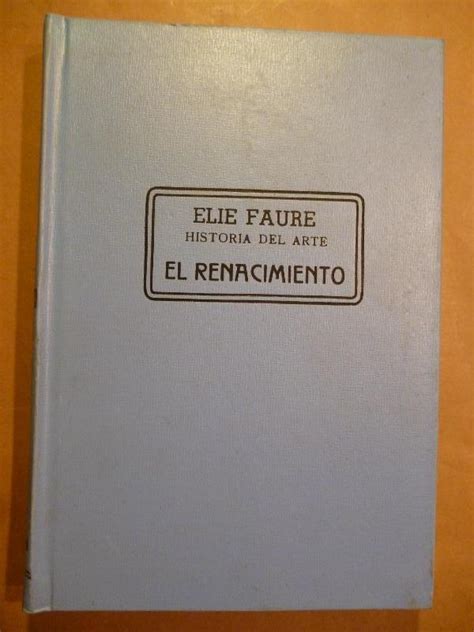 ELIE FAURE
HISTORIA DEL ARTE
EL RENACIMIENTO